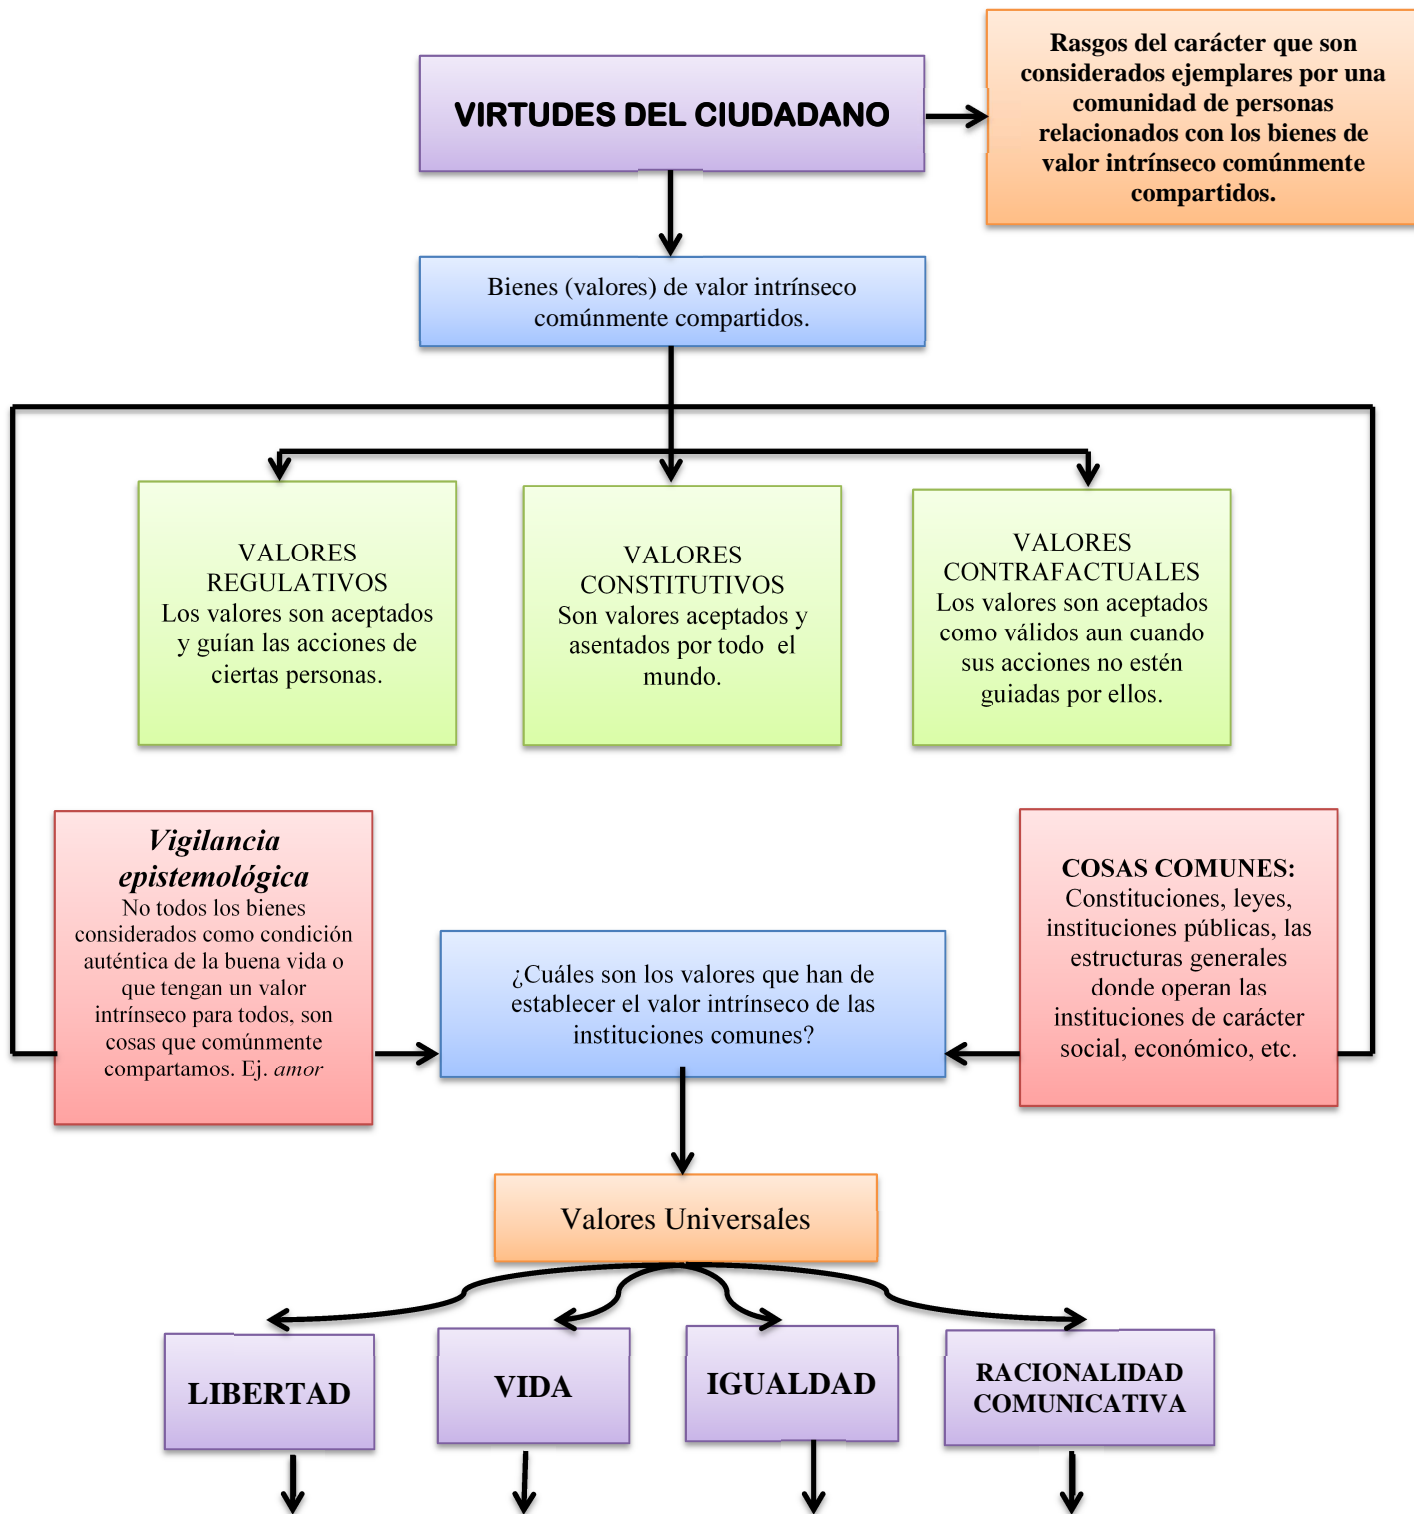 VIRTUDES DEL CIUDADANO
Rasgos del carácter que son
considerados ejemplares por una
comunidad de personas
relacionados con los bienes de
valor intrínseco comúnmente
compartidos.
Bienes (valores) de valor intrínseco
comúnmente compartidos.
VALORES
REGULATIVOS
Los valores son aceptados
y guían las acciones de
ciertas personas.
VALORES
CONSTITUTIVOS
Son valores aceptados y
asentados por todo el
mundo.
VALORES
CONTRAFACTUALES
Los valores son aceptados
como válidos aun cuando
sus acciones no estén
guiadas por ellos.
Vigilancia
epistemológica
No todos los bienes
considerados como condición
auténtica de la buena vida o
que tengan un valor
intrínseco para todos, son
cosas que comúnmente
compartamos. Ej. amor
¿Cuáles son los valores que han de
establecer el valor intrínseco de las
instituciones comunes?
COSAS COMUNES:
Constituciones, leyes,
instituciones públicas, las
estructuras generales
donde operan las
instituciones de carácter
social, económico, etc.
Valores Universales
LIBERTAD
VIDA
IGUALDAD
RACIONALIDAD
COMUNICATIVA